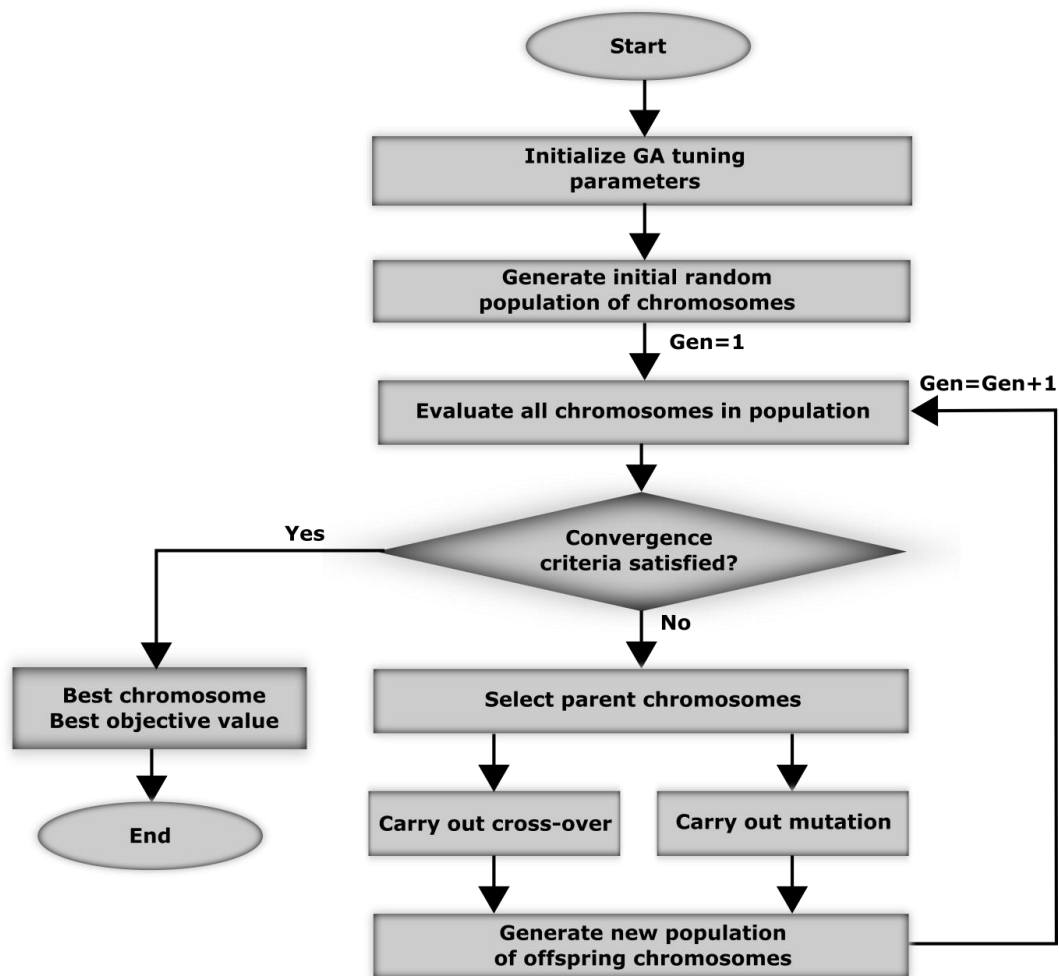 Start
Initialize GA tuning
parameters
Generate initial random
population of chromosomes
Gen=1
Gen=Gen+1
Evaluate all chromosomes in population
Convergence
criteria satisfied?
Yes
No
Best chromosome
Best objective value
Select parent chromosomes
End
Carry out cross-over
Carry out mutation
Generate new population
of offspring chromosomes